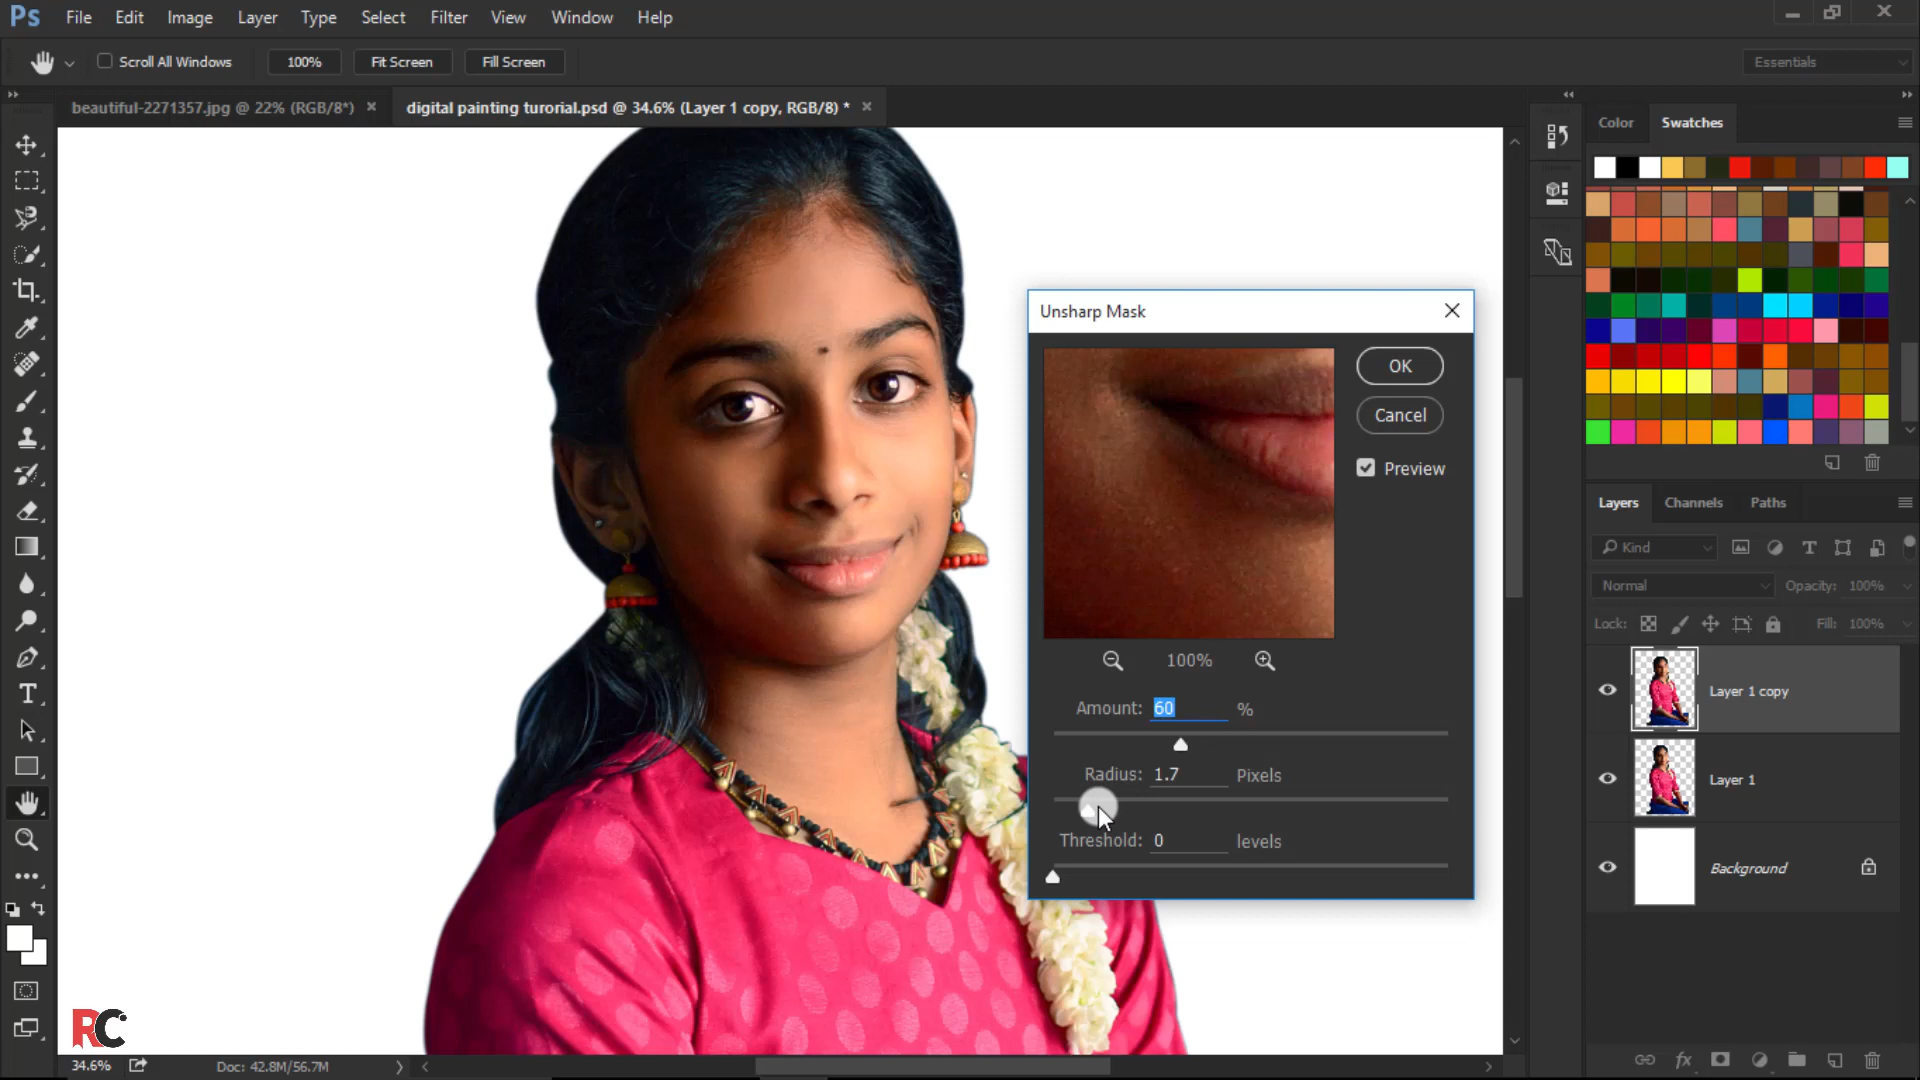 Ps File Edit Image Layer Type Select Filter View Window Help
Scroll All Windows 100% Fit Screen Fill Screen Essentials
beautiful-2271357.jpg @ 22% (RGB/8*) × digital painting turorial.psd @ 34.6% (Layer 1 copy, RGB/8) * ×
Color Swatches
Unsharp Mask
OK
Cancel
Preview
100%
Amount: 60 %
Radius: 1.7 Pixels
Threshold: 0 levels
Layers Channels Paths
Kind
Normal Opacity: 100%
Lock: Fill: 100%
Layer 1 copy
Layer 1
Background
RC
34.6% Doc: 42.8M/56.7M
fx